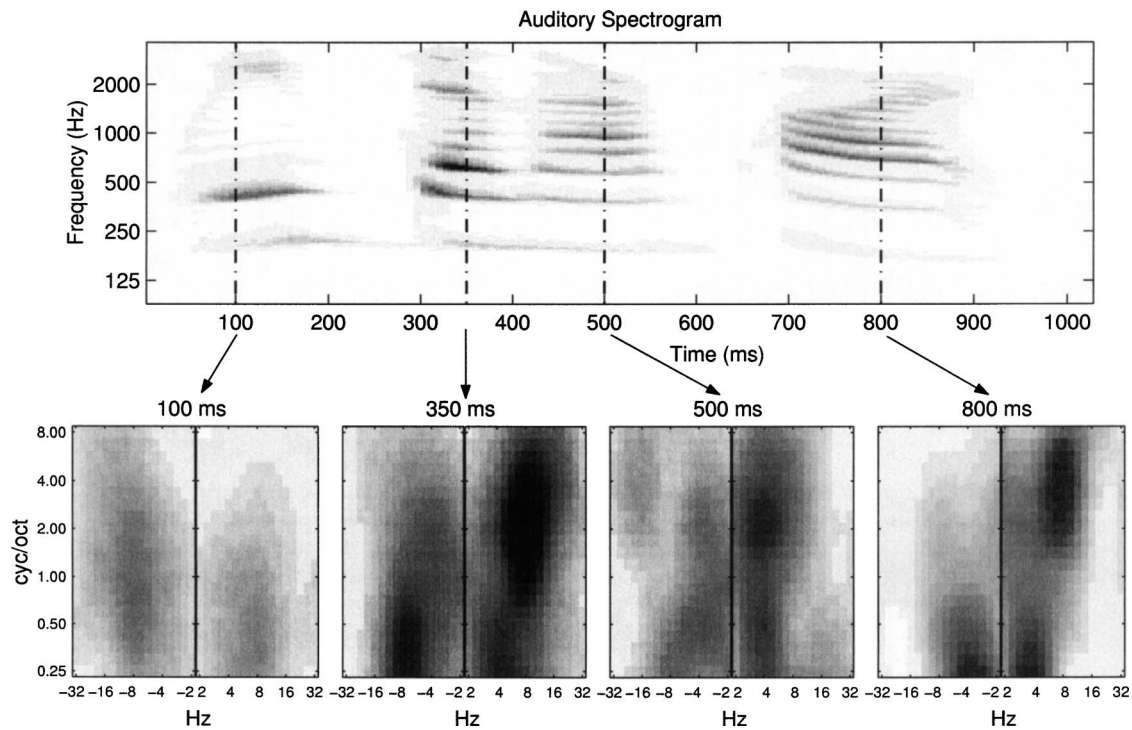 Auditory Spectrogram
Frequency (Hz)
2000
1000
500
250
125
100 200 300 400 500 600 700 800 900 1000
Time (ms)
100 ms 350 ms 500 ms 800 ms
cyc/oct
8.00
4.00
2.00
1.00
0.50
0.25
-32 -16 -8 -4 -2 2 4 8 16 32
-32 -16 -8 -4 -2 2 4 8 16 32
-32 -16 -8 -4 -2 2 4 8 16 32
-32 -16 -8 -4 -2 2 4 8 16 32
Hz Hz Hz Hz